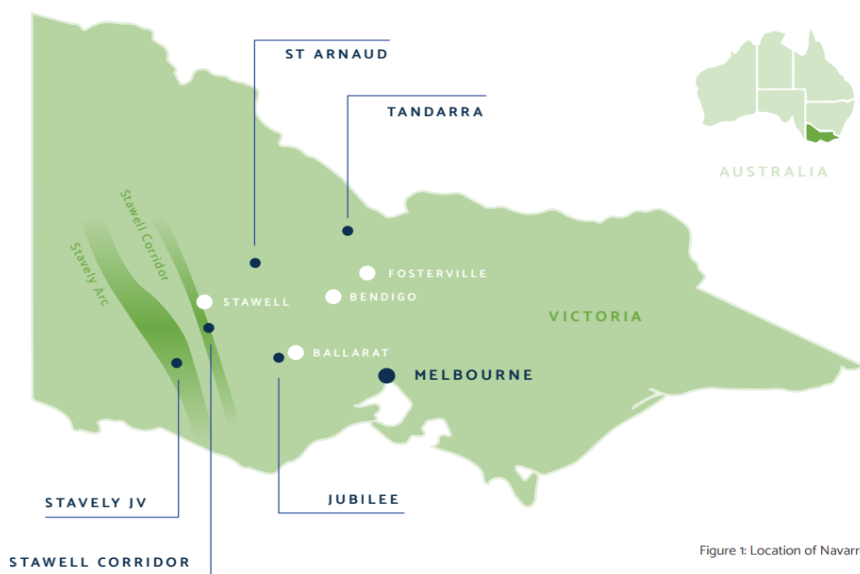 ST ARNAUD
TANDARRA
AUSTRALIA
Stawell Corridor
Stavely Arc
FOSTERVILLE
BENDIGO
STAWELL
VICTORIA
BALLARAT
MELBOURNE
STAVELY JV
JUBILEE
Figure 1: Location of Navarr
STAWELL CORRIDOR